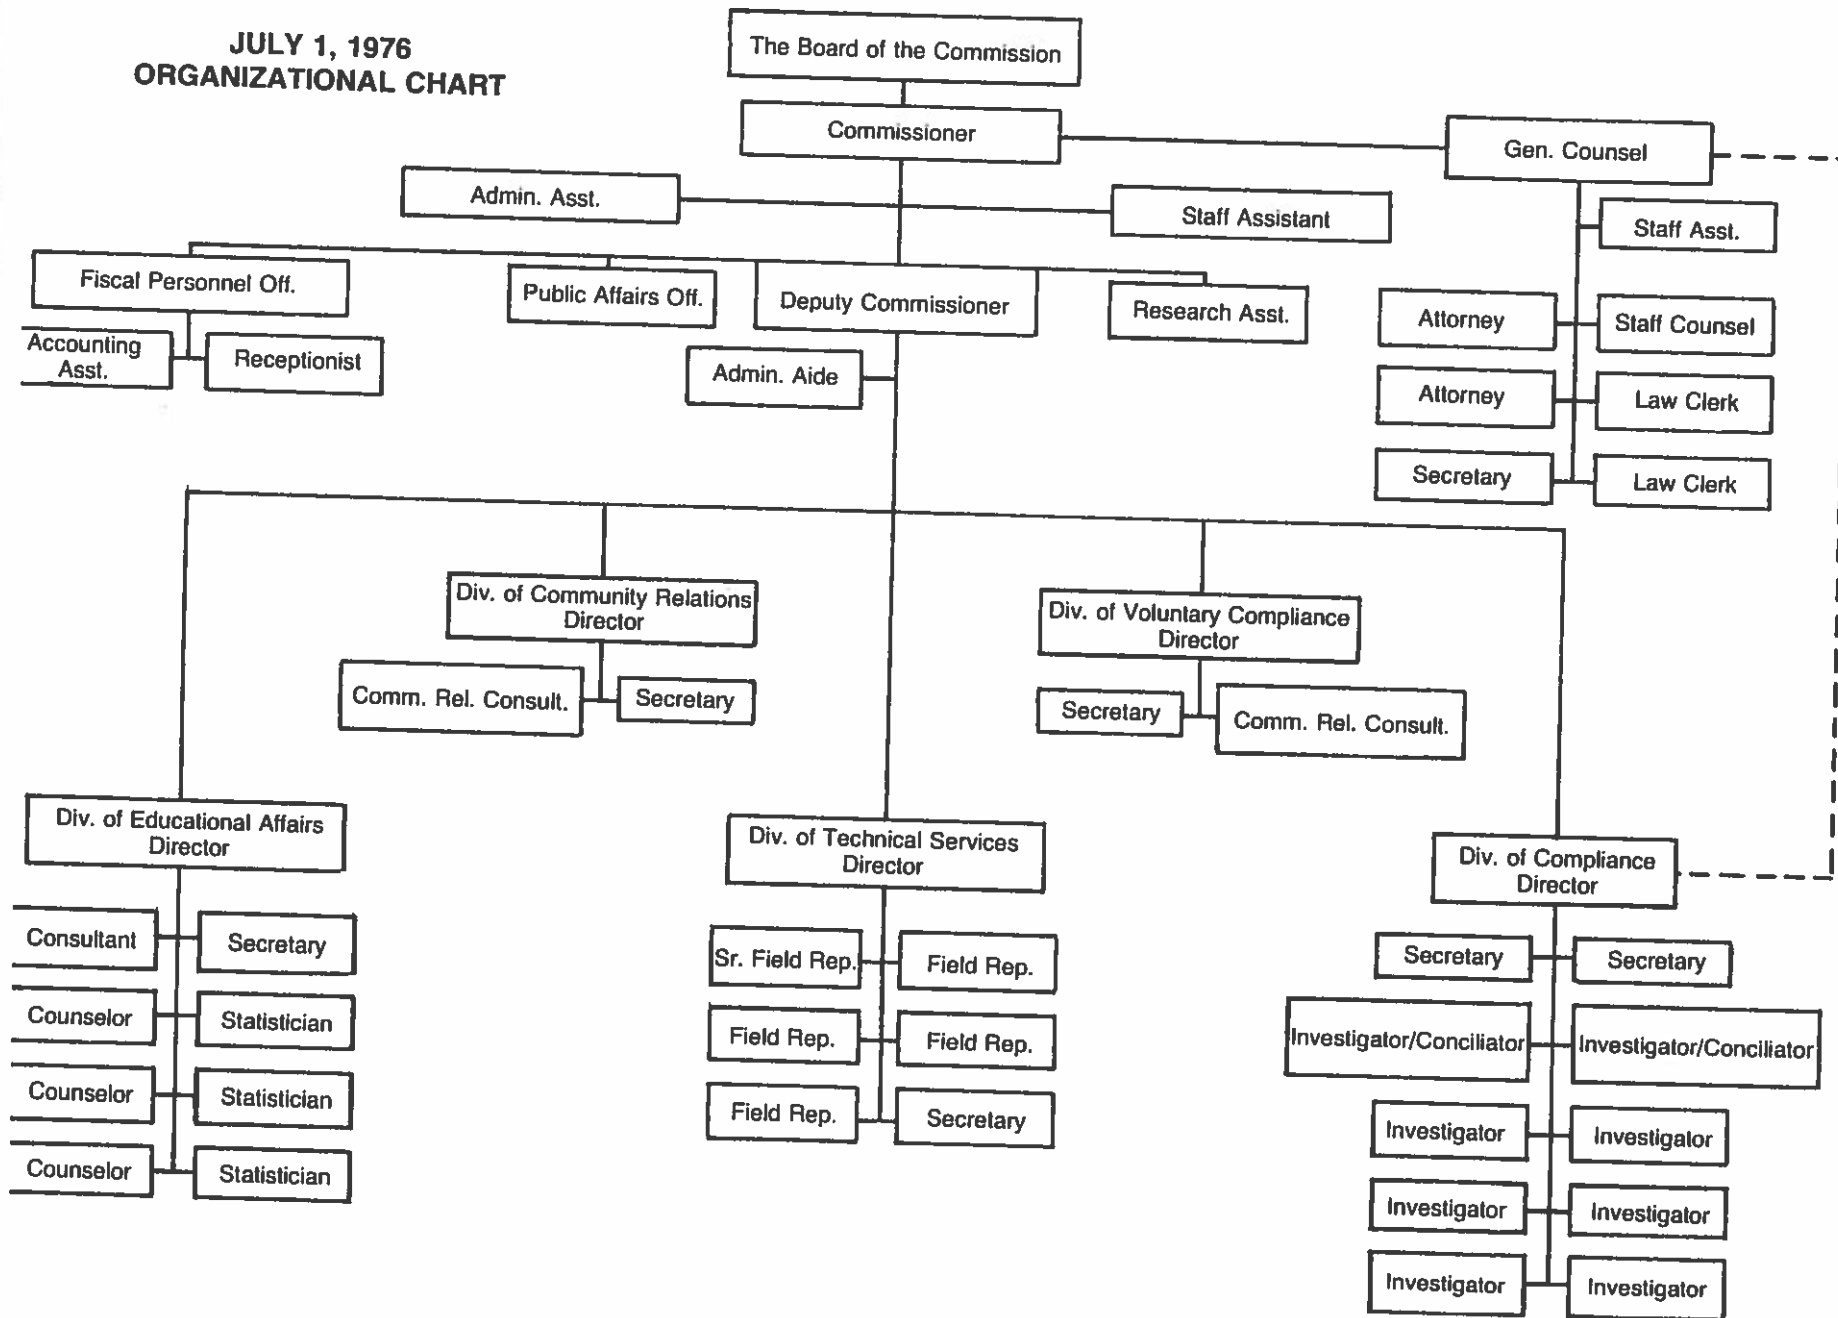 JULY 1, 1976
ORGANIZATIONAL CHART
The Board of the Commission
Commissioner
Gen. Counsel
Admin. Asst.
Staff Assistant
Staff Asst.
Fiscal Personnel Off.
Public Affairs Off.
Deputy Commissioner
Research Asst.
Attorney
Staff Counsel
Accounting
Asst.
Receptionist
Admin. Aide
Attorney
Law Clerk
Secretary
Law Clerk
Div. of Community Relations
Director
Div. of Voluntary Compliance
Director
Comm. Rel. Consult.
Secretary
Secretary
Comm. Rel. Consult.
Div. of Educational Affairs
Director
Div. of Technical Services
Director
Div. of Compliance
Director
Consultant
Secretary
Sr. Field Rep.
Field Rep.
Secretary
Secretary
Counselor
Statistician
Field Rep.
Field Rep.
Investigator/Conciliator
Investigator/Conciliator
Counselor
Statistician
Field Rep.
Secretary
Investigator
Investigator
Counselor
Statistician
Investigator
Investigator
Investigator
Investigator